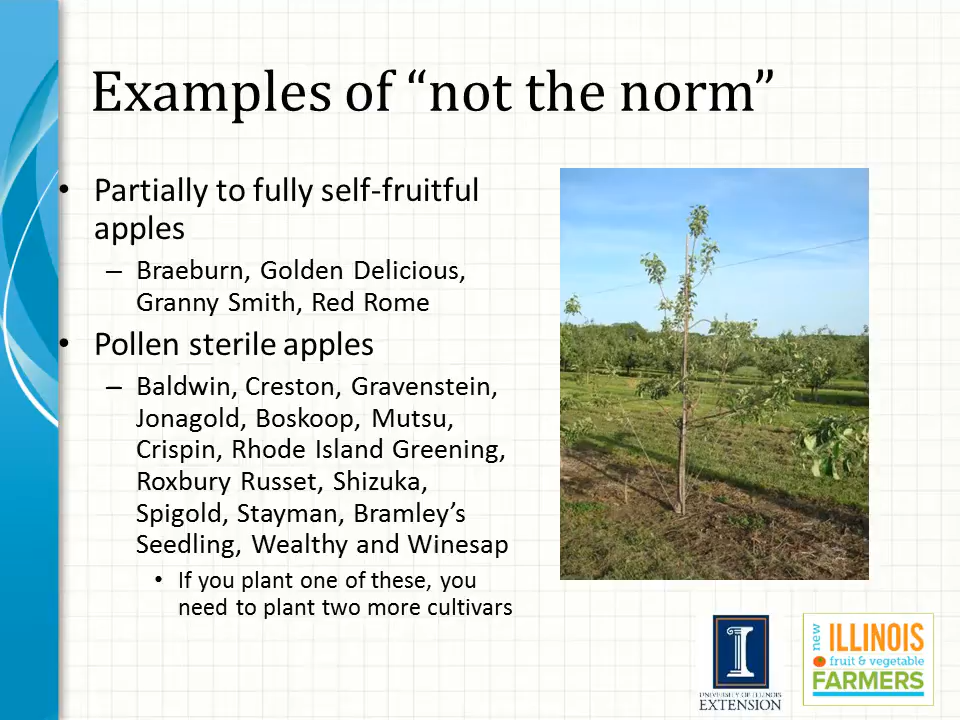 Examples of “not the norm”
• Partially to fully self-fruitful
apples
– Braeburn, Golden Delicious,
Granny Smith, Red Rome
• Pollen sterile apples
– Baldwin, Creston, Gravenstein,
Jonagold, Boskoop, Mutsu,
Crispin, Rhode Island Greening,
Roxbury Russet, Shizuka,
Spigold, Stayman, Bramley’s
Seedling, Wealthy and Winesap
• If you plant one of these, you
need to plant two more cultivars
I
UNIVERSITY OF ILLINOIS
EXTENSION
new
ILLINOIS
fruit & vegetable
FARMERS